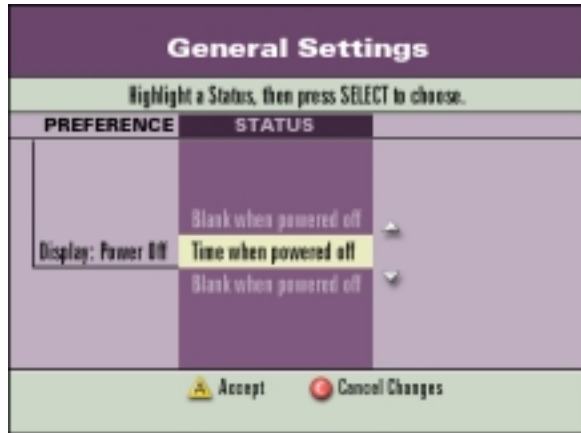 General Settings
Highlight a Status, then press SELECT to choose.
PREFERENCE STATUS
Blank when powered off
Display: Power Off Time when powered off
Blank when powered off
A Accept C Cancel Changes